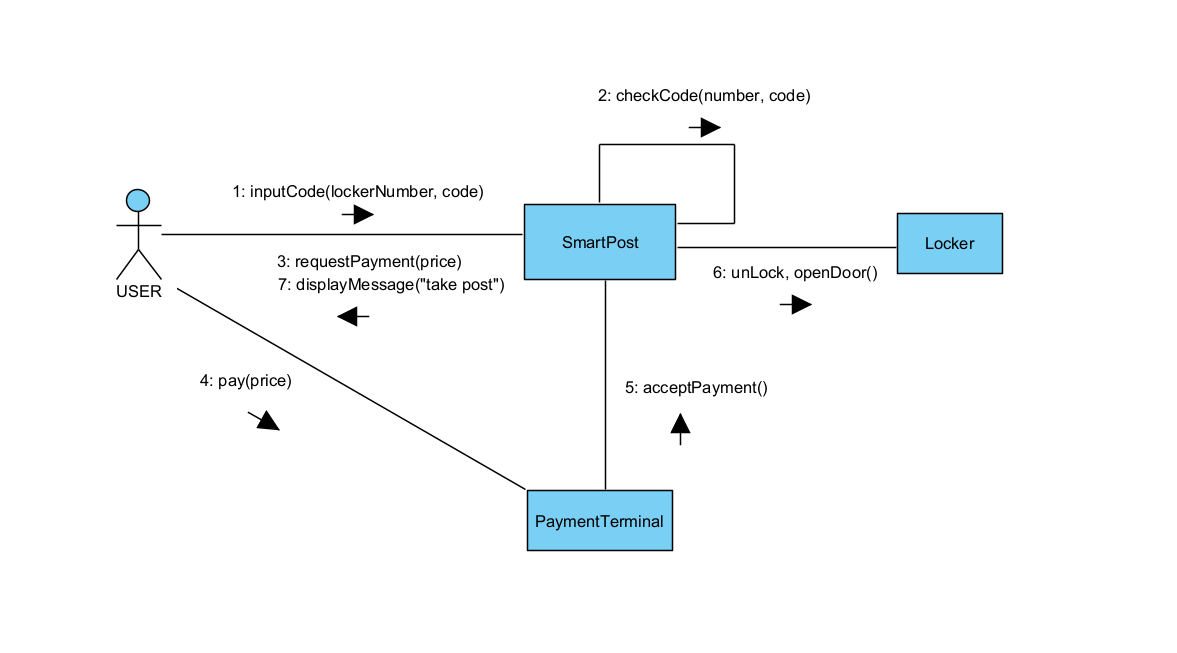 2: checkCode(number, code)
1: inputCode(lockerNumber, code)
SmartPost
Locker
3: requestPayment(price)
7: displayMessage("take post")
6: unLock, openDoor()
USER
4: pay(price)
5: acceptPayment()
PaymentTerminal